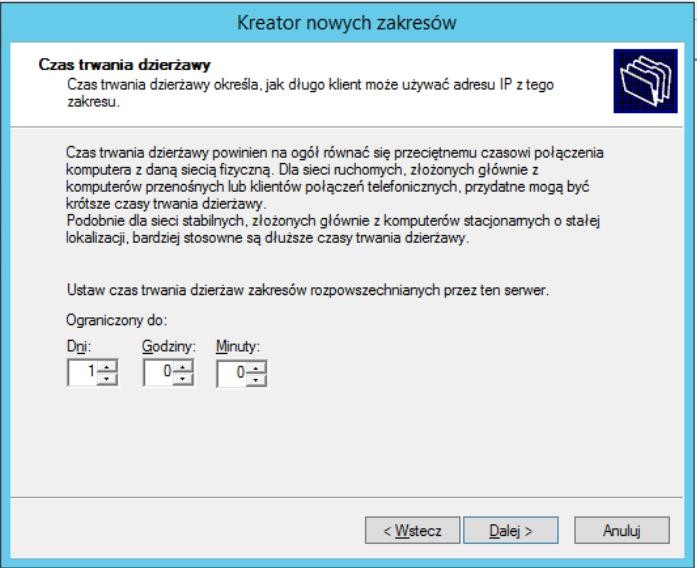 Kreator nowych zakresów
Czas trwania dzierżawy
Czas trwania dzierżawy określa, jak długo klient może używać adresu IP z tego
zakresu.
Czas trwania dzierżawy powinien na ogół równać się przeciętnemu czasowi połączenia
komputera z daną siecią fizyczną. Dla sieci ruchomych, złożonych głównie z
komputerów przenośnych lub klientów połączeń telefonicznych, przydatne mogą być
krótsze czasy trwania dzierżawy.
Podobnie dla sieci stabilnych, złożonych głównie z komputerów stacjonarnych o stałej
lokalizacji, bardziej stosowne są dłuższe czasy trwania dzierżawy.
Ustaw czas trwania dzierżaw zakresów rozpowszechnianych przez ten serwer.
Ograniczony do:
Dni: Godziny: Minuty:
1 0 0
< Wstecz Dalej > Anuluj